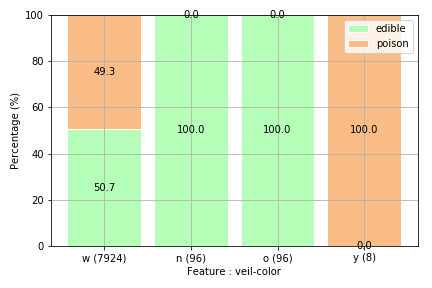 100
80
60
40
20
0
Percentage (%)
0.0
0.0
49.3
100.0
100.0
100.0
50.7
0.0
edible
poison
w (7924)
n (96)
o (96)
y (8)
Feature : veil-color